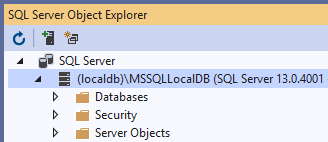 SQL Server Object Explorer
SQL Server
(localdb)\MSSQLLocalDB (SQL Server 13.0.4001
Databases
Security
Server Objects